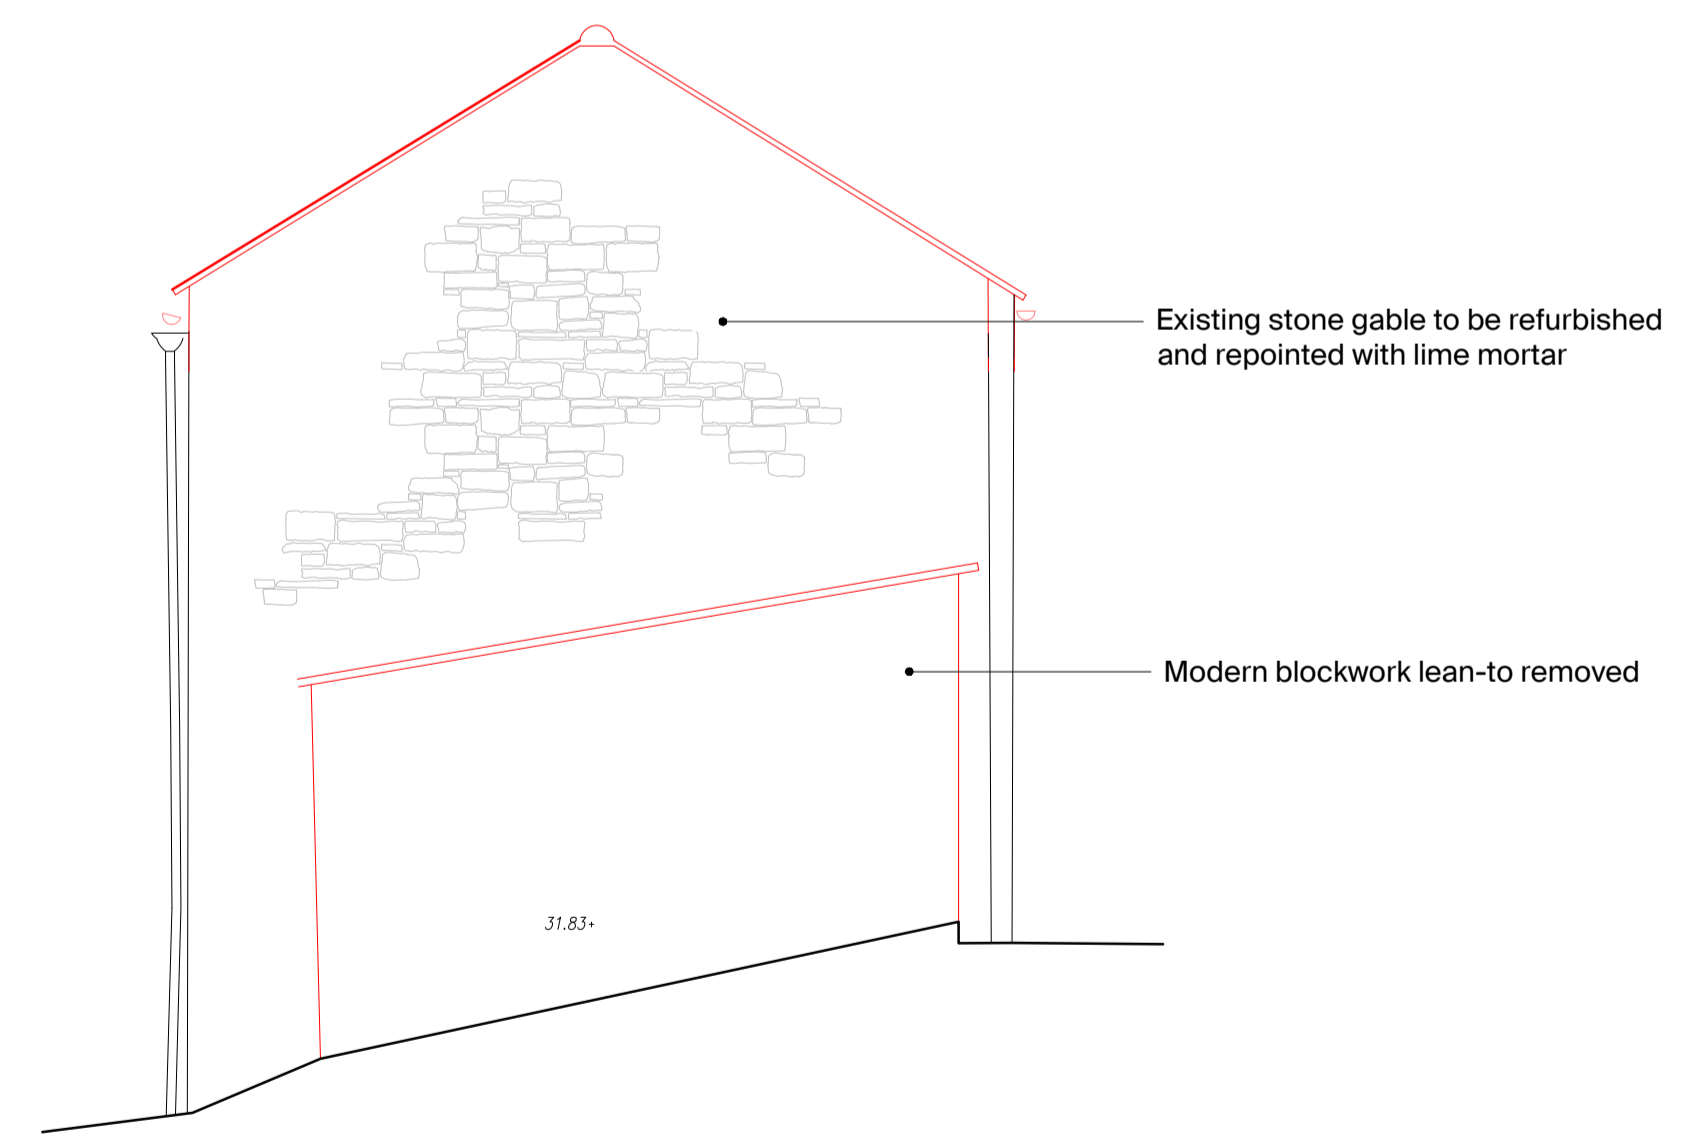 Existing stone gable to be refurbished
and repointed with lime mortar
Modern blockwork lean-to removed
31.83+